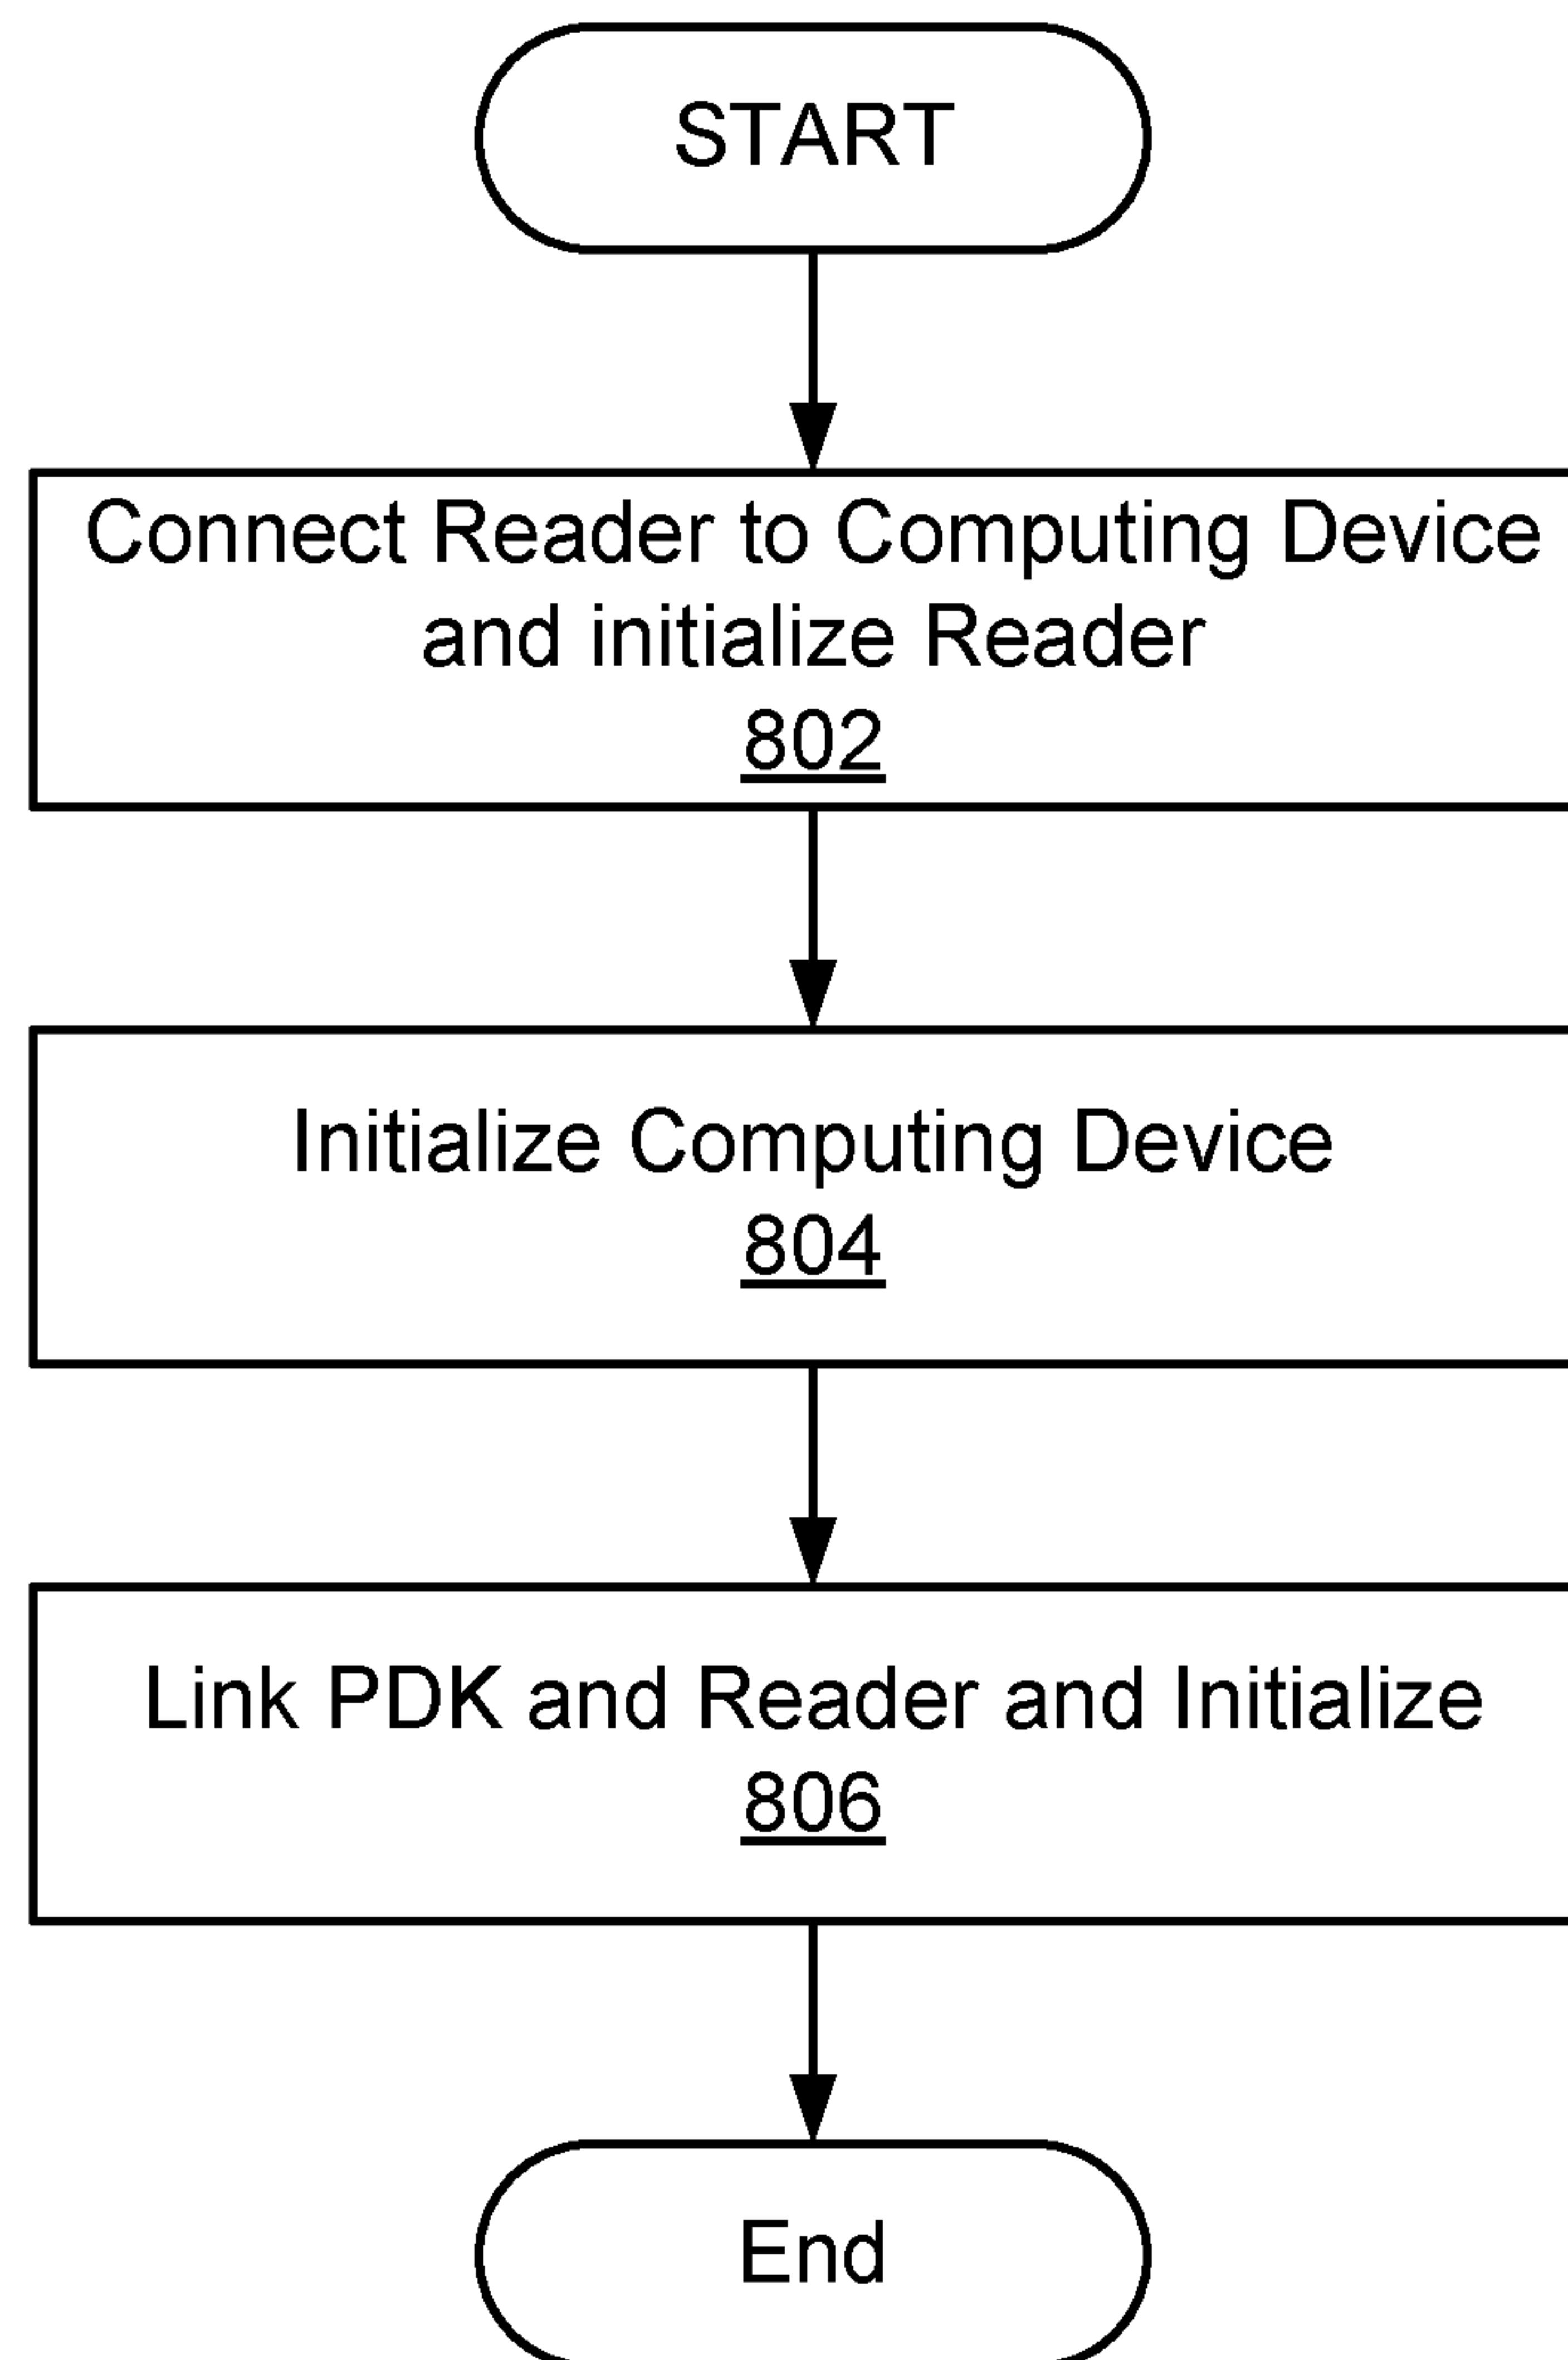 START
Connect Reader to Computing Device
and initialize Reader
802
Initialize Computing Device
804
Link PDK and Reader and Initialize
806
End